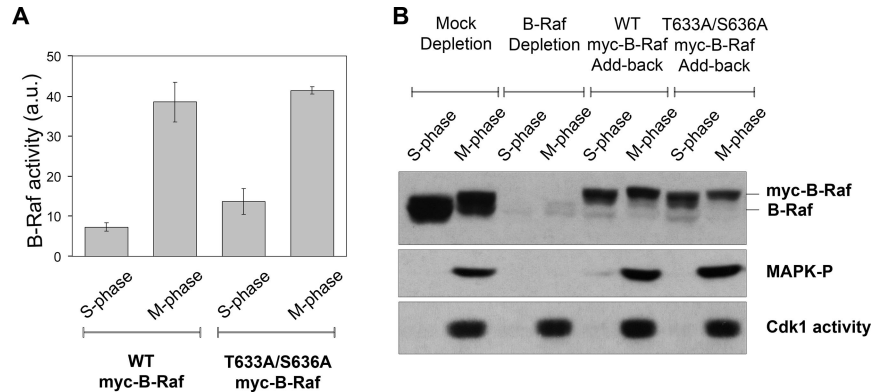 A
B-Raf activity (a.u.)
50
40
30
20
10
0
S-phase
M-phase
S-phase
M-phase
WT
myc-B-Raf
T633A/S636A
myc-B-Raf
B
Mock
Depletion
B-Raf
Depletion
WT
myc-B-Raf
Add-back
T633A/S636A
myc-B-Raf
Add-back
S-phase
M-phase
S-phase
M-phase
S-phase
M-phase
S-phase
M-phase
myc-B-Raf
B-Raf
MAPK-P
Cdk1 activity